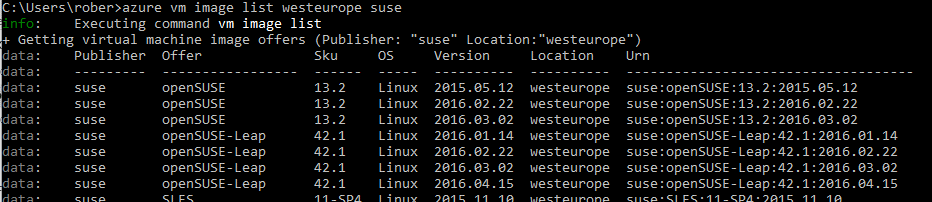 C:\Users\rober>azure vm image list westeurope suse
info:    Executing command vm image list
+ Getting virtual machine image offers (Publisher: "suse" Location:"westeurope")
data:    Publisher  Offer            Sku     OS     Version     Location    Urn
data:    ---------  ---------------  ------  -----  ----------  ----------  --------------------------------
data:    suse       openSUSE         13.2    Linux  2015.05.12  westeurope  suse:openSUSE:13.2:2015.05.12
data:    suse       openSUSE         13.2    Linux  2016.02.22  westeurope  suse:openSUSE:13.2:2016.02.22
data:    suse       openSUSE         13.2    Linux  2016.03.02  westeurope  suse:openSUSE:13.2:2016.03.02
data:    suse       openSUSE-Leap    42.1    Linux  2016.01.14  westeurope  suse:openSUSE-Leap:42.1:2016.01.14
data:    suse       openSUSE-Leap    42.1    Linux  2016.02.22  westeurope  suse:openSUSE-Leap:42.1:2016.02.22
data:    suse       openSUSE-Leap    42.1    Linux  2016.03.02  westeurope  suse:openSUSE-Leap:42.1:2016.03.02
data:    suse       openSUSE-Leap    42.1    Linux  2016.04.15  westeurope  suse:openSUSE-Leap:42.1:2016.04.15
data:    suse       SLES             11-SP4  Linux  2015.11.10  westeurope  suse:SLES:11-SP4:2015.11.10